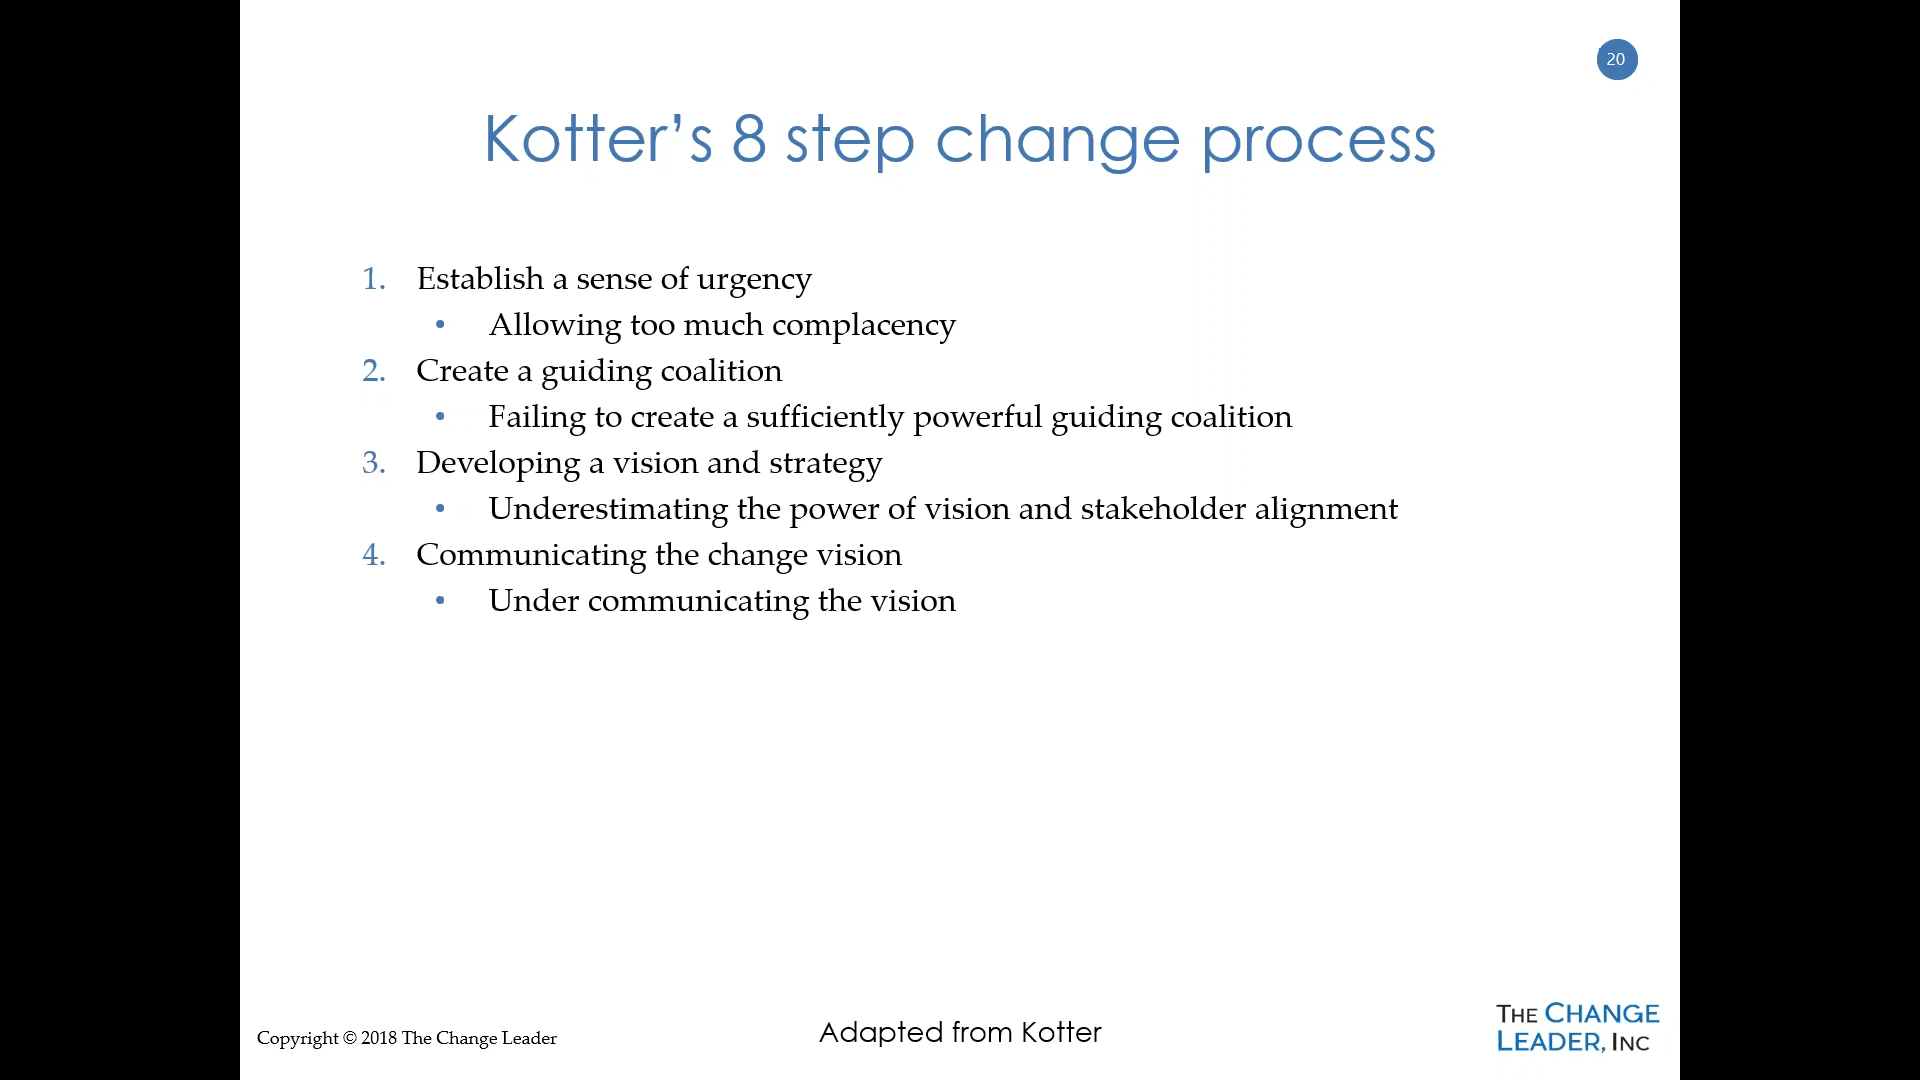 20
Kotter’s 8 step change process
1. Establish a sense of urgency
• Allowing too much complacency
2. Create a guiding coalition
• Failing to create a sufficiently powerful guiding coalition
3. Developing a vision and strategy
• Underestimating the power of vision and stakeholder alignment
4. Communicating the change vision
• Under communicating the vision
Copyright © 2018 The Change Leader
Adapted from Kotter
THE CHANGE
LEADER, INC